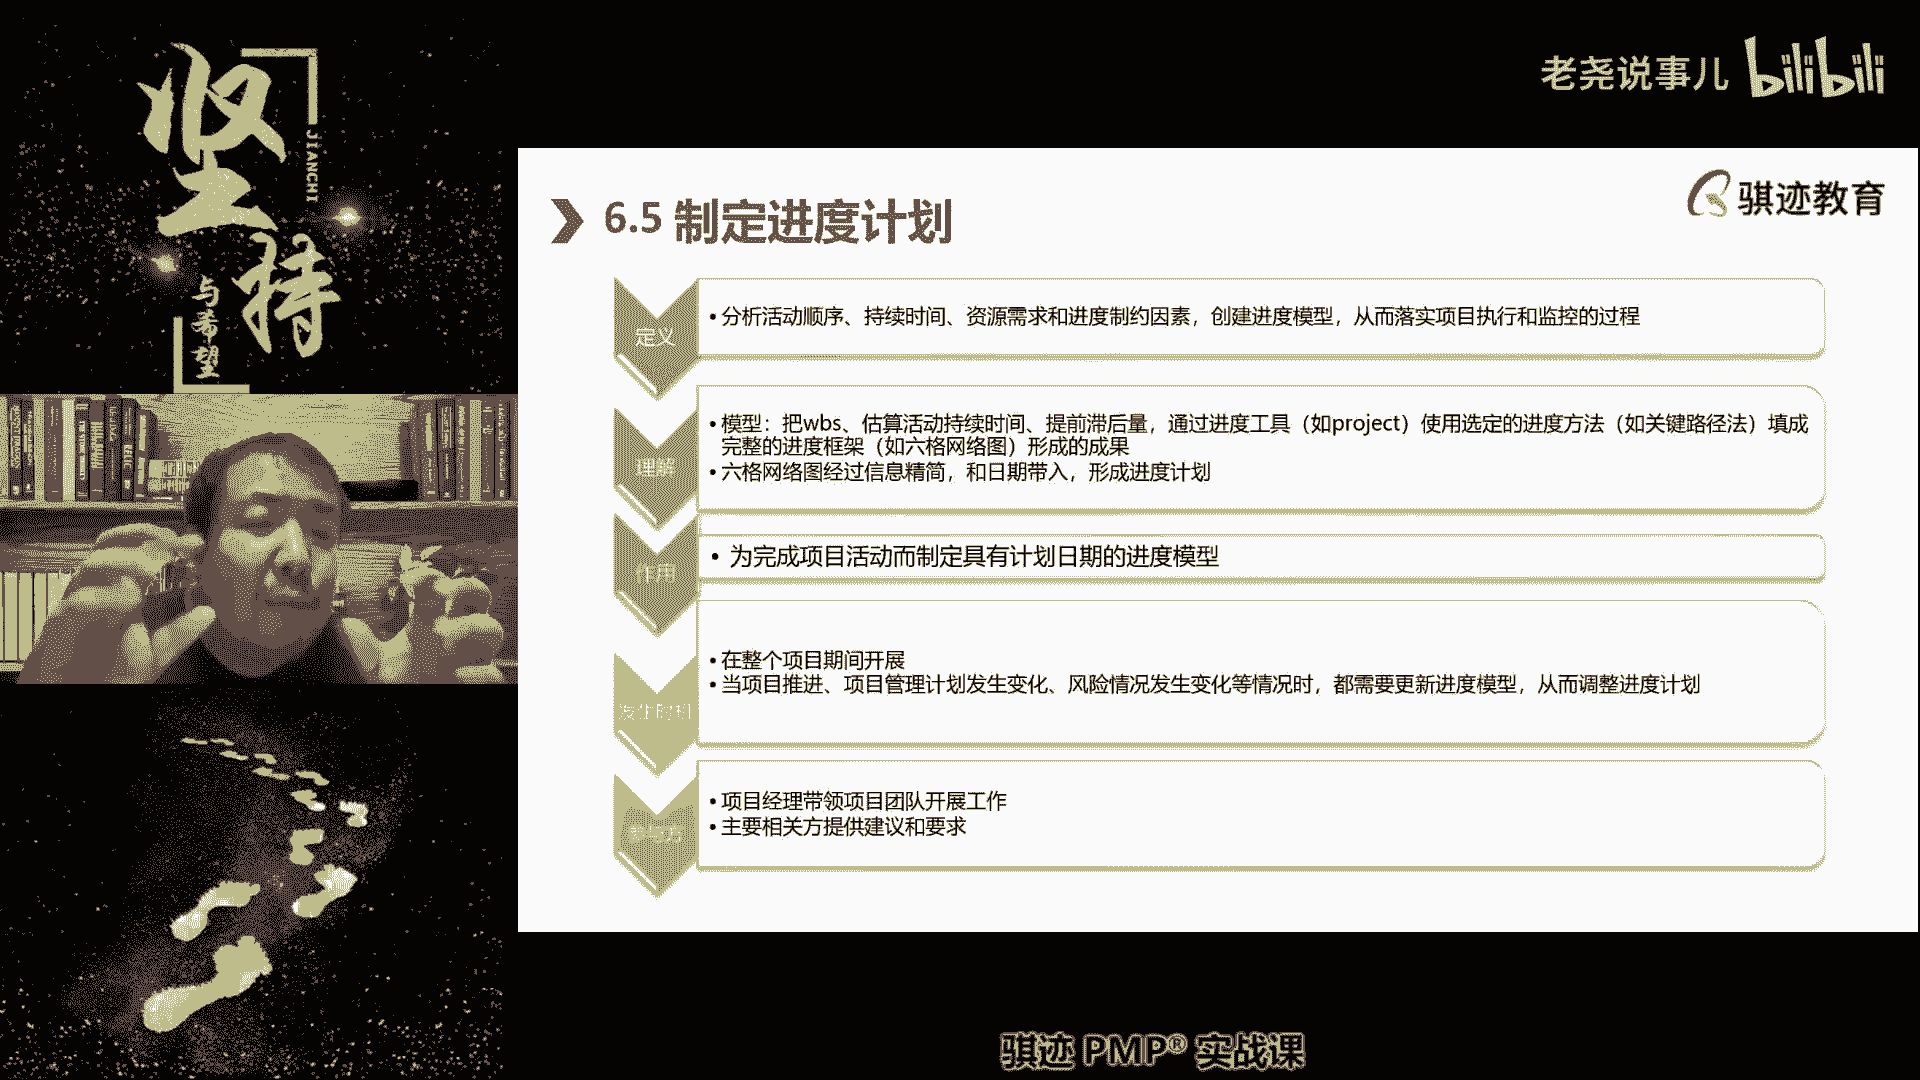 坚持
JIANCHI
与希望
老尧说事儿 bilibili
骐迹教育
6.5 制定进度计划
定义
•分析活动顺序、持续时间、资源需求和进度制约因素，创建进度模型，从而落实项目执行和监控的过程
理解
•模型：把wbs、估算活动持续时间、提前滞后量，通过进度工具（如project）使用选定的进度方法（如关键路径法）填成
完整的进度框架（如六格网络图）形成的成果
•六格网络图经过信息精简，和日期带入，形成进度计划
作用
•为完成项目活动而制定具有计划日期的进度模型
发生时机
•在整个项目期间开展
•当项目推进、项目管理计划发生变化、风险情况发生变化等情况时，都需要更新进度模型，从而调整进度计划
•项目经理带领项目团队开展工作
•主要相关方提供建议和要求
骐迹 PMP® 实战课